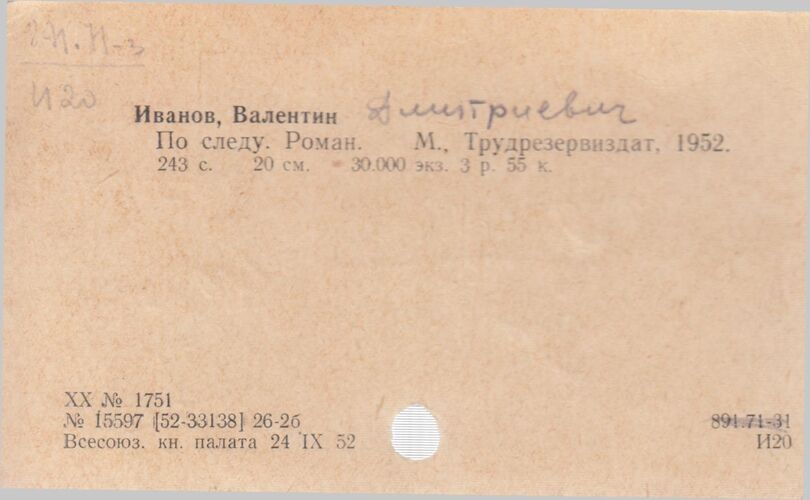 И20
Иванов, Валентин Дмитриевич
По следу. Роман. М., Трудрезервиздат, 1952.
243 с. 20 см. 30.000 экз. 3 р. 55 к.
XX № 1751
№ 15597 [52-33138] 26-2б
Всесоюз. кн. палата 24 IX 52
891.71-31
И20